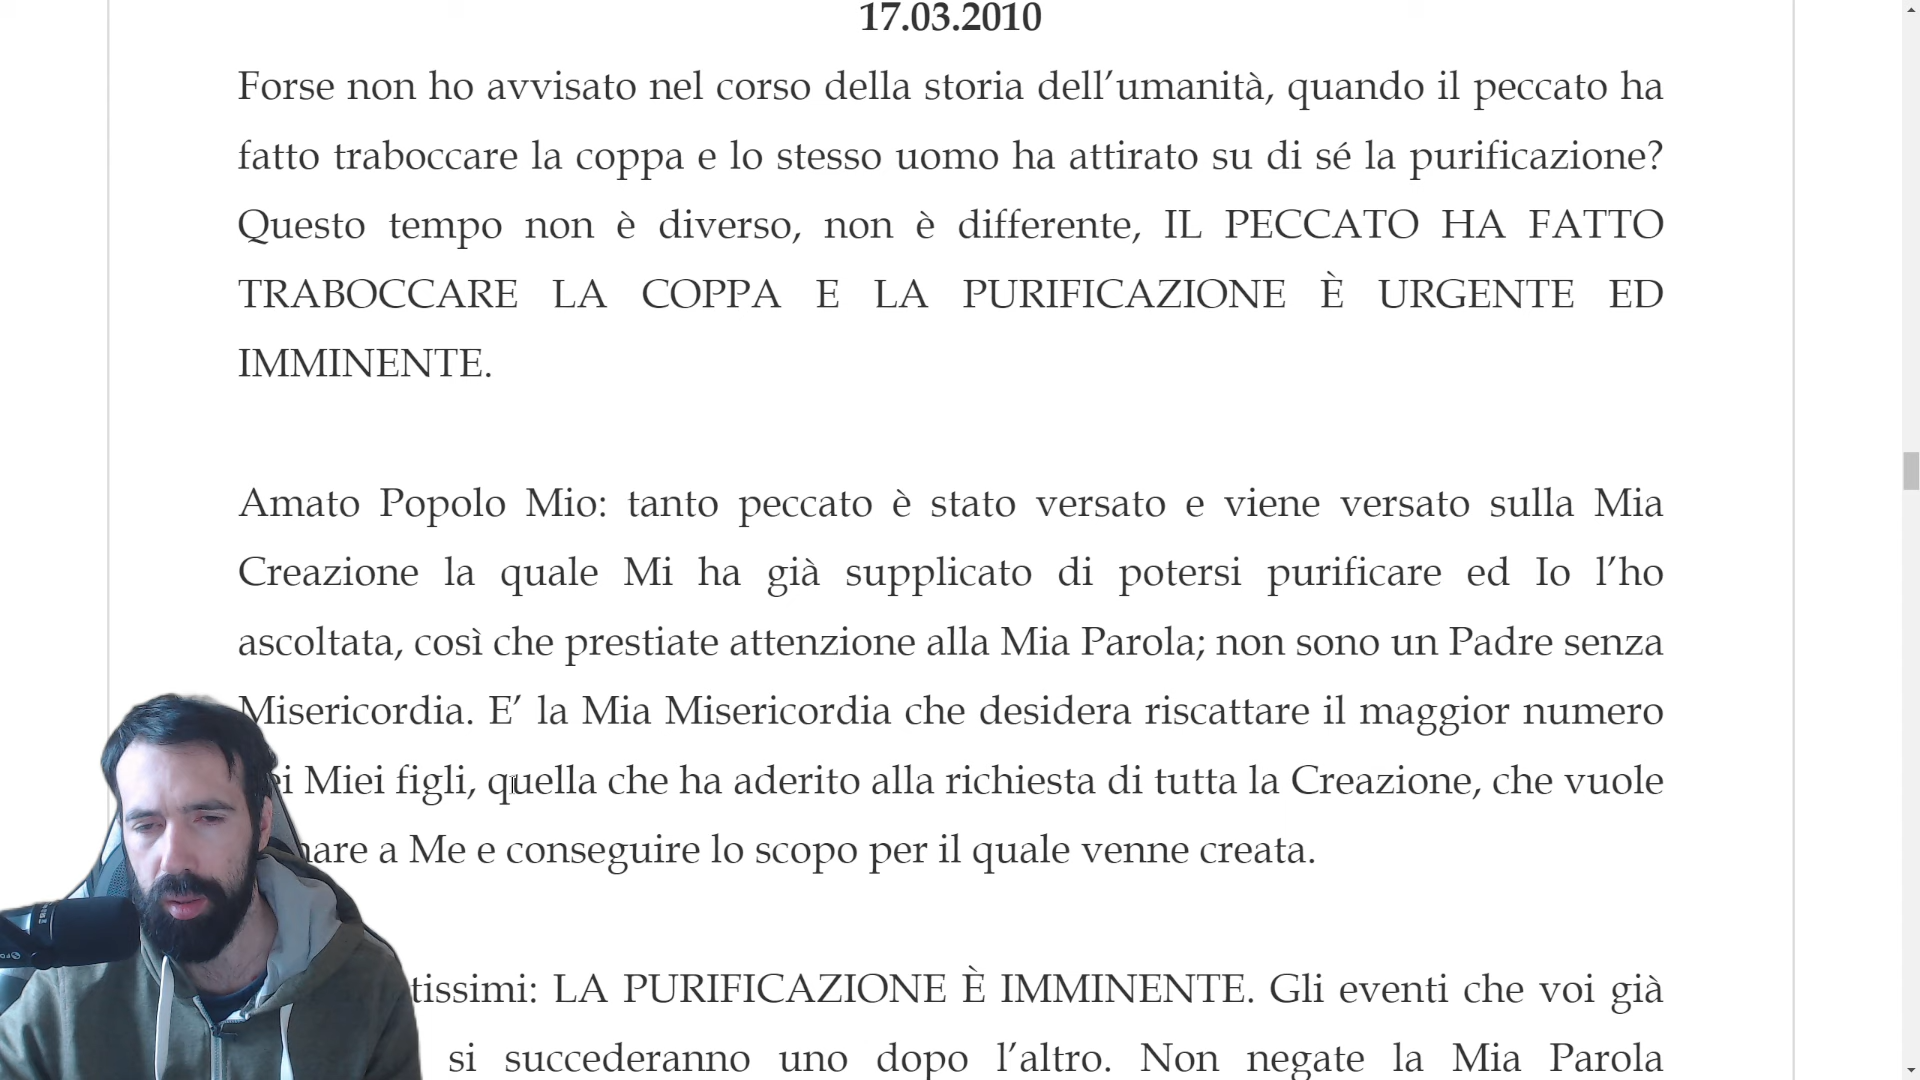 17.03.2010
Forse non ho avvisato nel corso della storia dell’umanità, quando il peccato ha
fatto traboccare la coppa e lo stesso uomo ha attirato su di sé la purificazione?
Questo tempo non è diverso, non è differente, IL PECCATO HA FATTO
TRABOCCARE LA COPPA E LA PURIFICAZIONE È URGENTE ED
IMMINENTE.
Amato Popolo Mio: tanto peccato è stato versato e viene versato sulla Mia
Creazione la quale Mi ha già supplicato di potersi purificare ed Io l’ho
ascoltata, così che prestiate attenzione alla Mia Parola; non sono un Padre senza
Misericordia. E’ la Mia Misericordia che desidera riscattare il maggior numero
Miei figli, quella che ha aderito alla richiesta di tutta la Creazione, che vuole
a Me e conseguire lo scopo per il quale venne creata.
LA PURIFICAZIONE È IMMINENTE. Gli eventi che voi già
si succederanno uno dopo l’altro. Non negate la Mia Parola